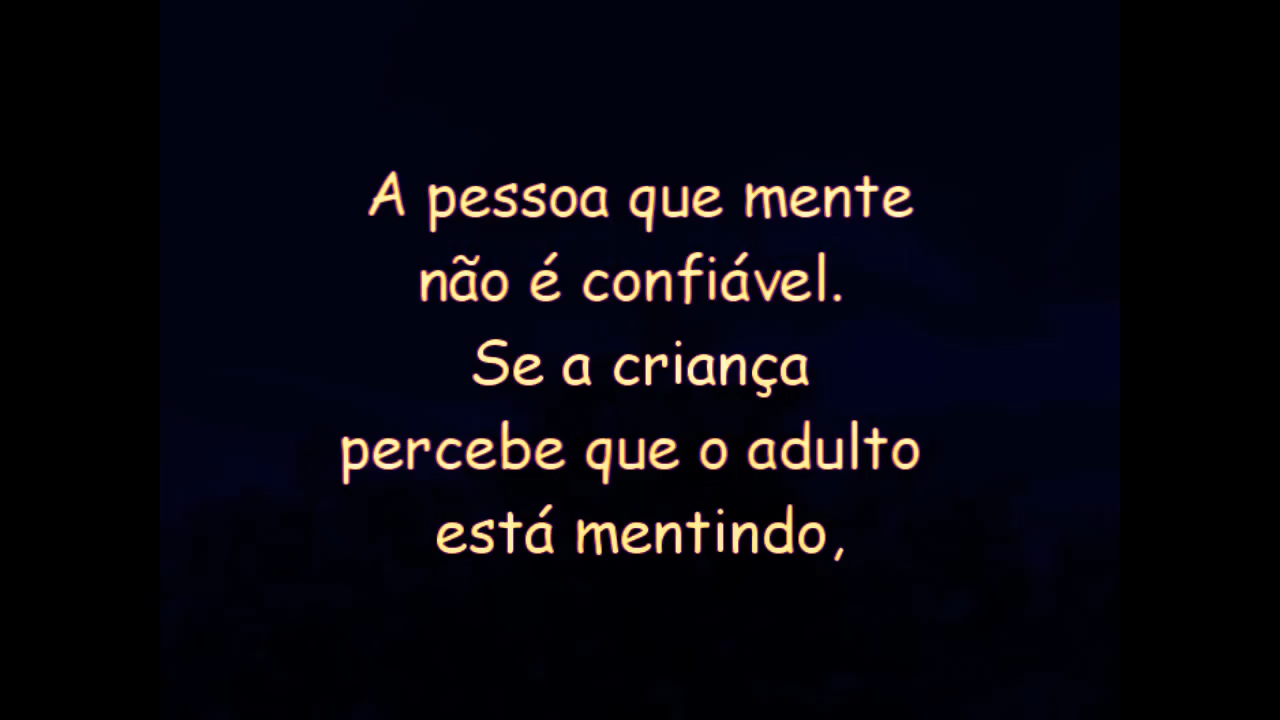 A pessoa que mente
não é confiável.
Se a criança
percebe que o adulto
está mentindo,